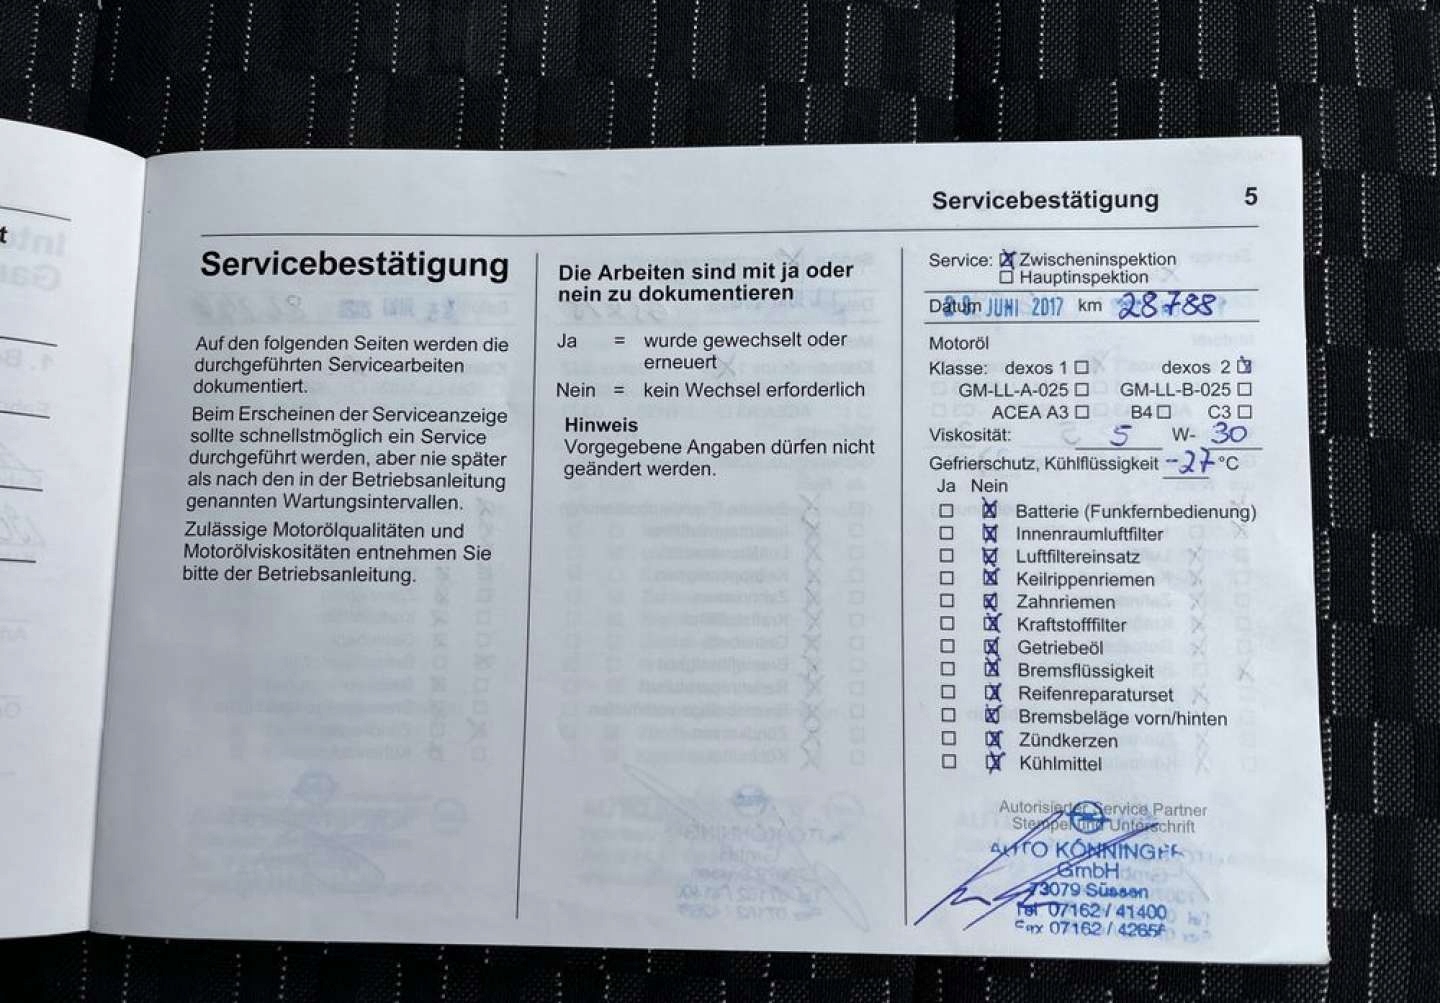 Servicebestätigung 5
Servicebestätigung
Auf den folgenden Seiten werden die
durchgeführten Servicearbeiten
dokumentiert.
Beim Erscheinen der Serviceanzeige
sollte schnellstmöglich ein Service
durchgeführt werden, aber nie später
als nach den in der Betriebsanleitung
genannten Wartungsintervallen.
Zulässige Motorölqualitäten und
Motorölviskositäten entnehmen Sie
bitte der Betriebsanleitung.
Die Arbeiten sind mit ja oder
nein zu dokumentieren
Ja = wurde gewechselt oder
erneuert
Nein = kein Wechsel erforderlich
Hinweis
Vorgegebene Angaben dürfen nicht
geändert werden.
Service: ☒ Zwischeninspektion
☐ Hauptinspektion
Datum JUNI 2017 km 28788
Motoröl
Klasse: dexos 1 ☐ dexos 2 ☒
GM-LL-A-025 ☐ GM-LL-B-025 ☐
ACEA A3 ☐ B4 ☐ C3 ☐
Viskosität: 5 W- 30
Gefrierschutz, Kühlflüssigkeit -27 °C
Ja Nein
☐ ☒ Batterie (Funkfernbedienung)
☐ ☒ Innenraumluftfilter
☐ ☒ Luftfiltereinsatz
☐ ☒ Keilrippenriemen
☐ ☒ Zahnriemen
☐ ☒ Kraftstofffilter
☐ ☒ Getriebeöl
☐ ☒ Bremsflüssigkeit
☐ ☒ Reifenreparaturset
☐ ☒ Bremsbeläge vorn/hinten
☐ ☒ Zündkerzen
☐ ☒ Kühlmittel
Autorisierter Service Partner
Stempel und Unterschrift
AUTO KÖNNINGER
GmbH
73079 Süssen
Tel 07162 / 41400
Fax 07162 / 4265